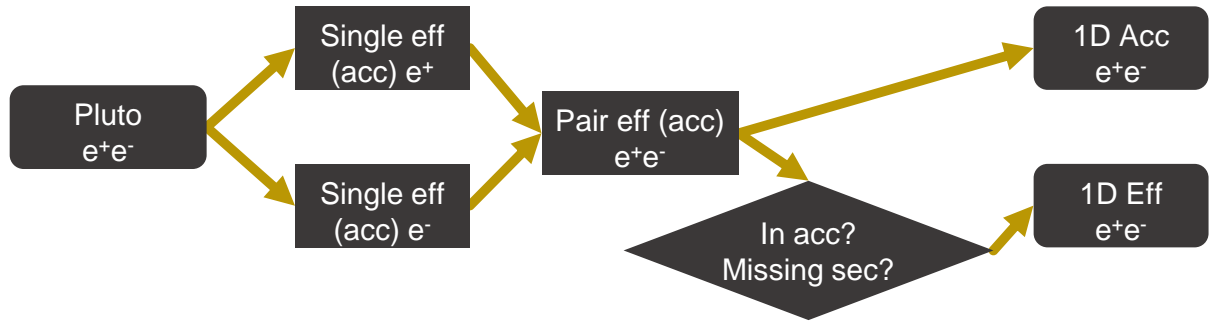 Pluto
e⁺e⁻
Single eff
(acc) e⁺
Single eff
(acc) e⁻
Pair eff (acc)
e⁺e⁻
1D Acc
e⁺e⁻
In acc?
Missing sec?
1D Eff
e⁺e⁻